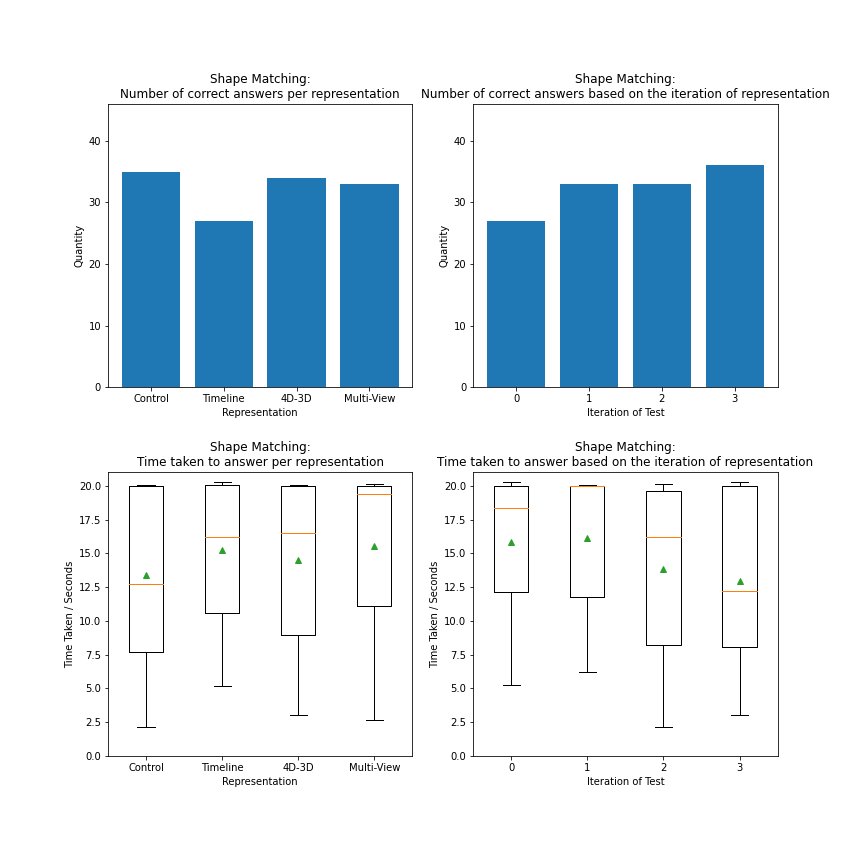 Shape Matching:
Number of correct answers per representation
40
30
20
10
0
Quantity
Control Timeline 4D-3D Multi-View
Representation
Shape Matching:
Number of correct answers based on the iteration of representation
40
30
20
10
0
Quantity
0 1 2 3
Iteration of Test
Shape Matching:
Time taken to answer per representation
20.0
17.5
15.0
12.5
10.0
7.5
5.0
2.5
0.0
Time Taken / Seconds
Control Timeline 4D-3D Multi-View
Representation
Shape Matching:
Time taken to answer based on the iteration of representation
20.0
17.5
15.0
12.5
10.0
7.5
5.0
2.5
0.0
Time Taken / Seconds
0 1 2 3
Iteration of Test